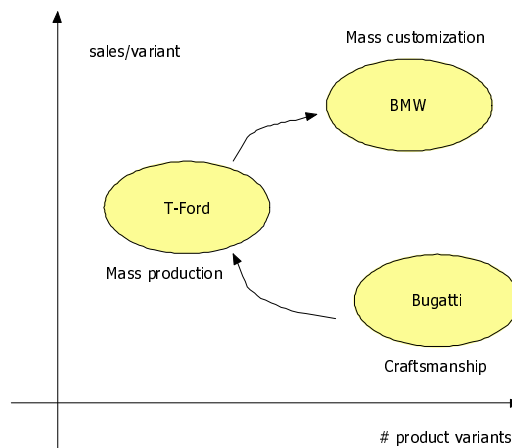 Mass customization
sales/variant
BMW
T-Ford
Mass production
Bugatti
Craftsmanship
# product variants